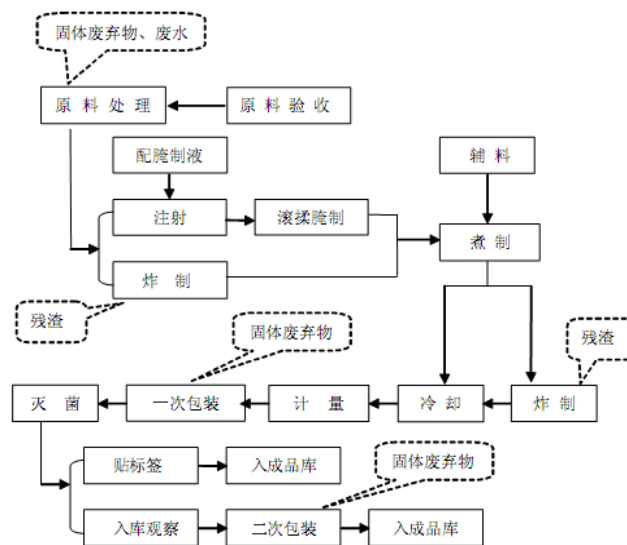 固体废弃物、废水
原料处理
原料验收
配腌制液
辅料
注射
滚揉腌制
煮制
炸制
残渣
固体废弃物
残渣
灭菌
一次包装
计量
冷却
炸制
贴标签
入成品库
固体废弃物
入库观察
二次包装
入成品库